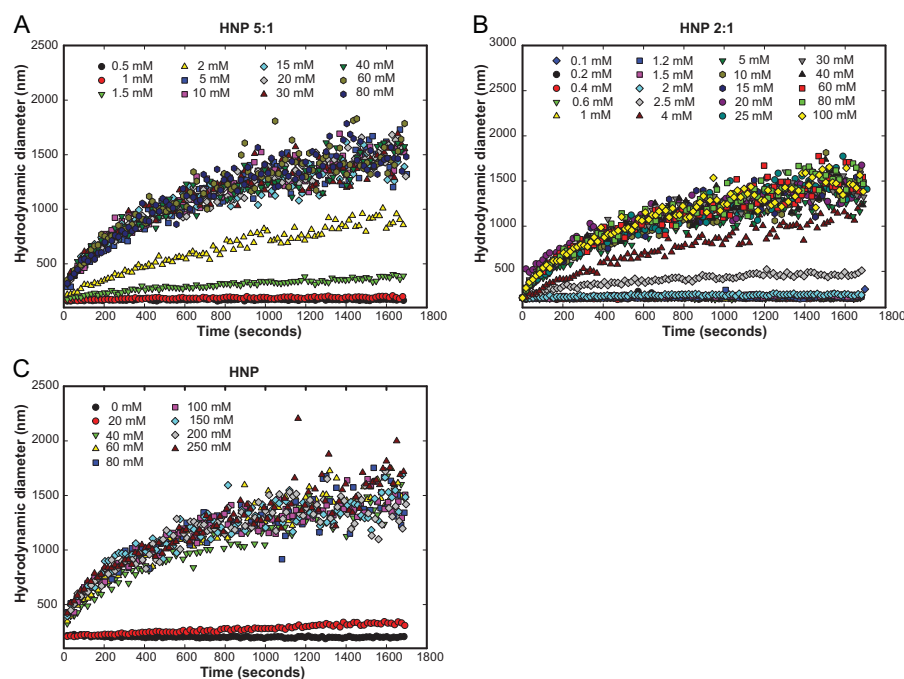 A
HNP 5:1
Hydrodynamic diameter (nm)
2500
2000
1500
1000
500
0.5 mM 2 mM 15 mM 40 mM
1 mM 5 mM 20 mM 60 mM
1.5 mM 10 mM 30 mM 80 mM
0 200 400 600 800 1000 1200 1400 1600 1800
Time (seconds)
B
HNP 2:1
Hydrodynamic diameter (nm)
3000
2500
2000
1500
1000
500
0.1 mM 1.2 mM 5 mM 30 mM
0.2 mM 1.5 mM 10 mM 40 mM
0.4 mM 2 mM 15 mM 60 mM
0.6 mM 2.5 mM 20 mM 80 mM
1 mM 4 mM 25 mM 100 mM
0 200 400 600 800 1000 1200 1400 1600 1800
Time (seconds)
C
HNP
Hydrodynamic diameter (nm)
2500
2000
1500
1000
500
0 mM 100 mM
20 mM 150 mM
40 mM 200 mM
60 mM 250 mM
80 mM
0 200 400 600 800 1000 1200 1400 1600 1800
Time (seconds)